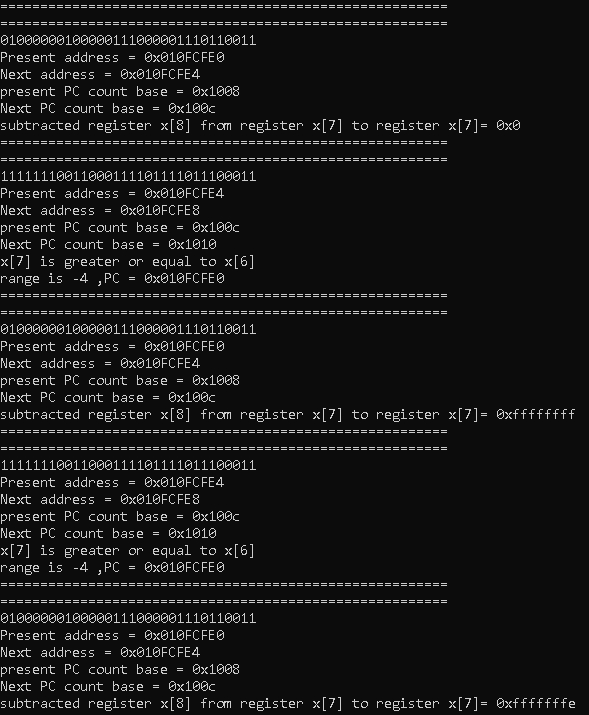 ========================================================
========================================================
01000000100000111000001110110011
Present address = 0x010FCFE0
Next address = 0x010FCFE4
present PC count base = 0x1008
Next PC count base = 0x100c
subtracted register x[8] from register x[7] to register x[7]= 0x0
========================================================
========================================================
11111110011000111101111011100011
Present address = 0x010FCFE4
Next address = 0x010FCFE8
present PC count base = 0x100c
Next PC count base = 0x1010
x[7] is greater or equal to x[6]
range is -4 ,PC = 0x010FCFE0
========================================================
========================================================
01000000100000111000001110110011
Present address = 0x010FCFE0
Next address = 0x010FCFE4
present PC count base = 0x1008
Next PC count base = 0x100c
subtracted register x[8] from register x[7] to register x[7]= 0xffffffff
========================================================
========================================================
11111110011000111101111011100011
Present address = 0x010FCFE4
Next address = 0x010FCFE8
present PC count base = 0x100c
Next PC count base = 0x1010
x[7] is greater or equal to x[6]
range is -4 ,PC = 0x010FCFE0
========================================================
========================================================
01000000100000111000001110110011
Present address = 0x010FCFE0
Next address = 0x010FCFE4
present PC count base = 0x1008
Next PC count base = 0x100c
subtracted register x[8] from register x[7] to register x[7]= 0xfffffffe